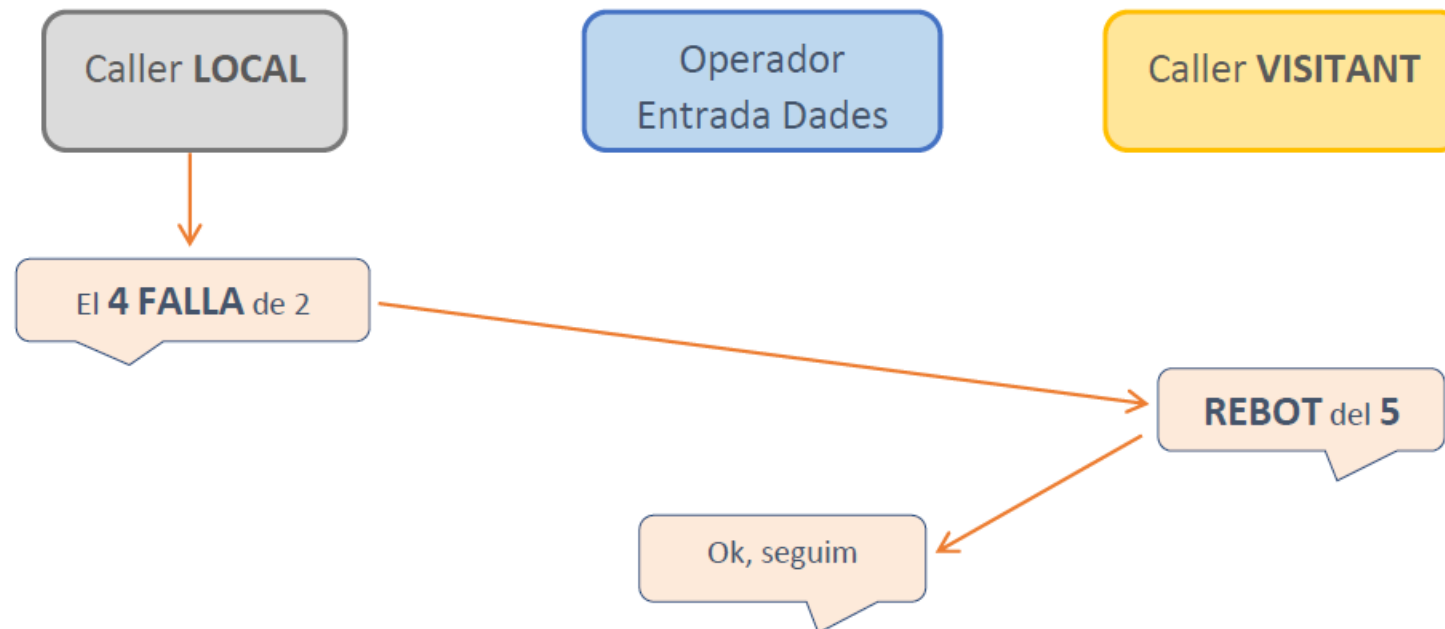 Caller LOCAL
Operador
Entrada Dades
Caller VISITANT
El 4 FALLA de 2
REBOT del 5
Ok, seguim